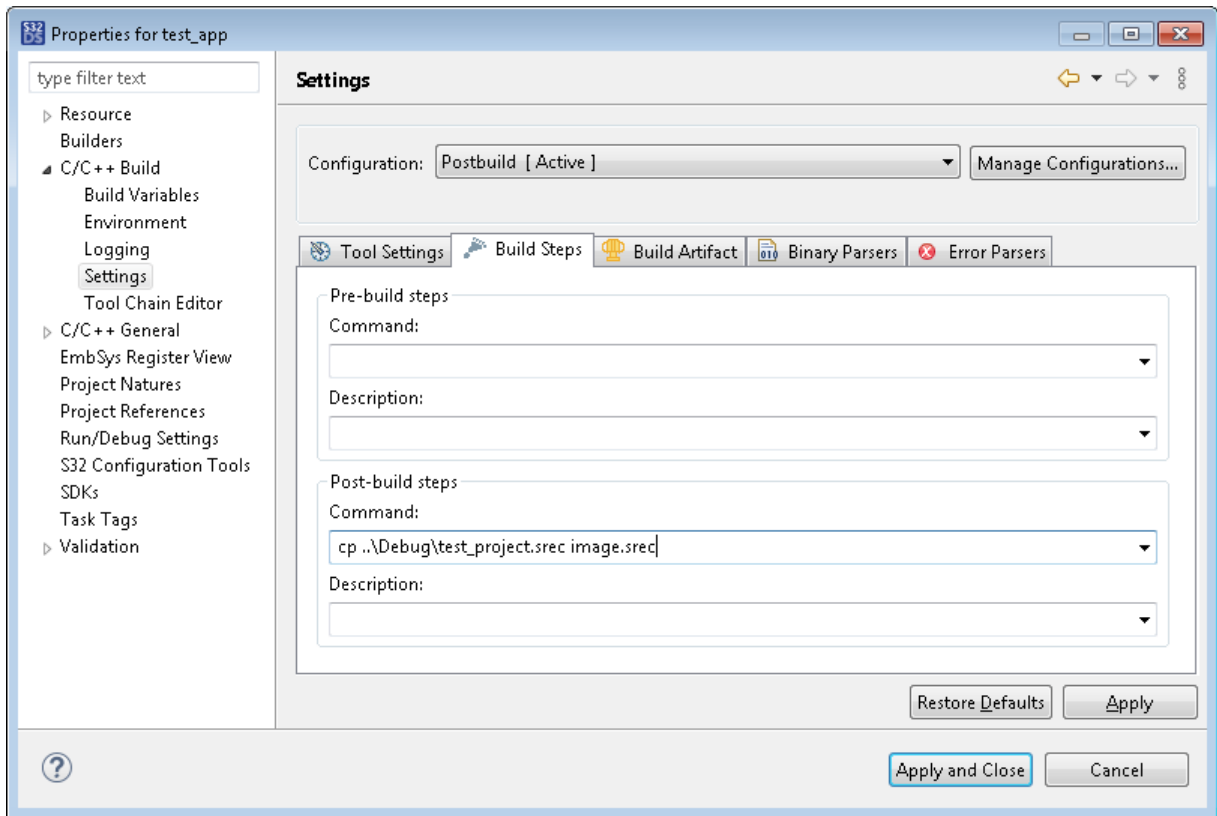 S32 DS Properties for test_app
type filter text
Resource
Builders
C/C++ Build
Build Variables
Environment
Logging
Settings
Tool Chain Editor
C/C++ General
EmbSys Register View
Project Natures
Project References
Run/Debug Settings
S32 Configuration Tools
SDKs
Task Tags
Validation
Settings
Configuration: Postbuild [ Active ] Manage Configurations...
Tool Settings Build Steps Build Artifact 010 Binary Parsers Error Parsers
Pre-build steps
Command:
Description:
Post-build steps
Command:
cp ..\Debug\test_project.srec image.srec
Description:
Restore Defaults Apply
? Apply and Close Cancel